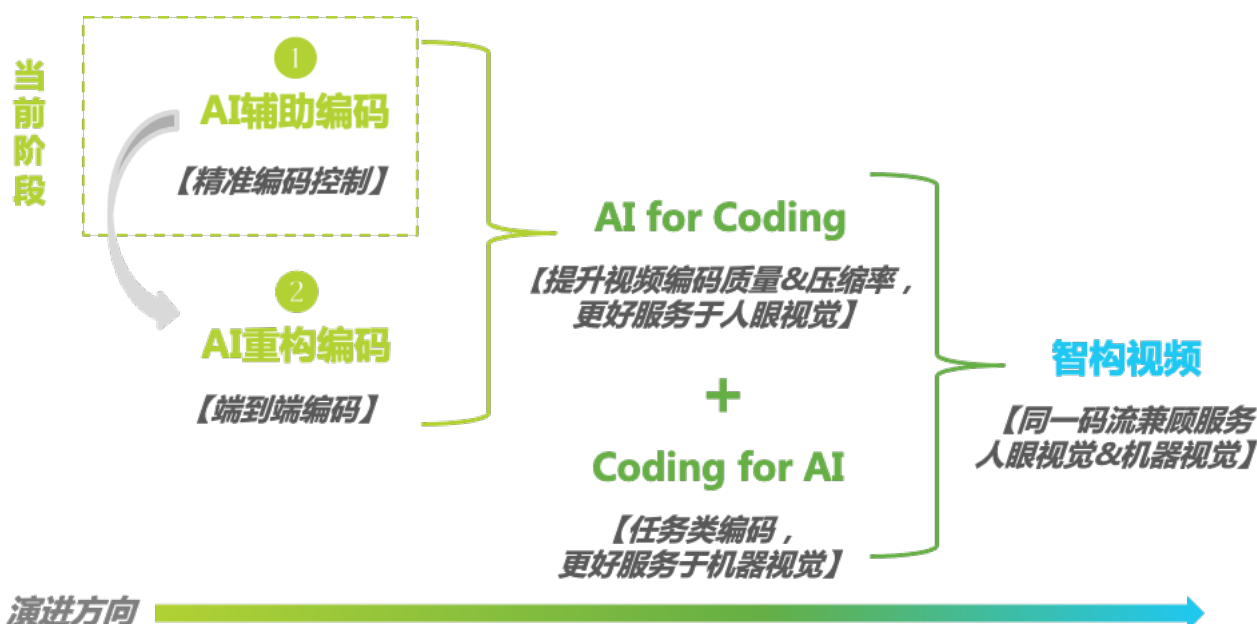 当前阶段
1
AI辅助编码
【精准编码控制】
2
AI重构编码
【端到端编码】
AI for Coding
【提升视频编码质量&压缩率，
更好服务于人眼视觉】
+
Coding for AI
【任务类编码，
更好服务于机器视觉】
智构视频
【同一码流兼顾服务
人眼视觉&机器视觉】
演进方向